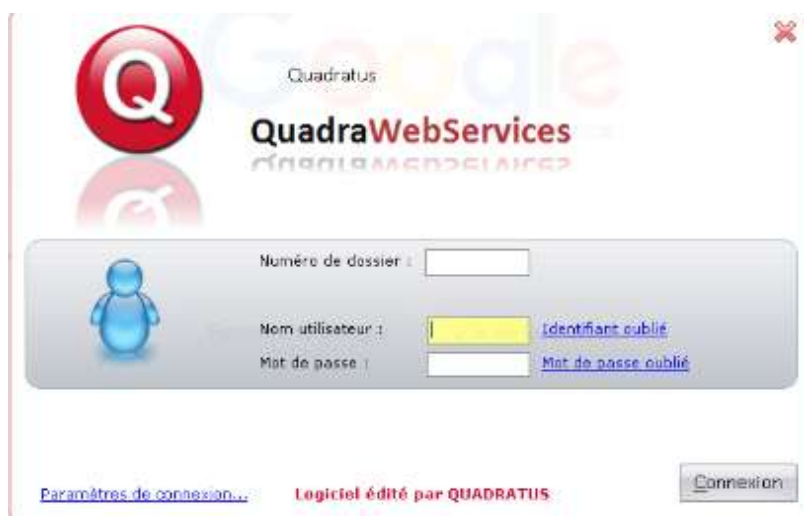 Q
Google
Quadratus
QuadraWebServices
Numéro de dossier :
Nom utilisateur :
Identifiant oublié
Mot de passe :
Mot de passe oublié
Paramètres de connexion...
Logiciel édité par QUADRATUS
Connexion